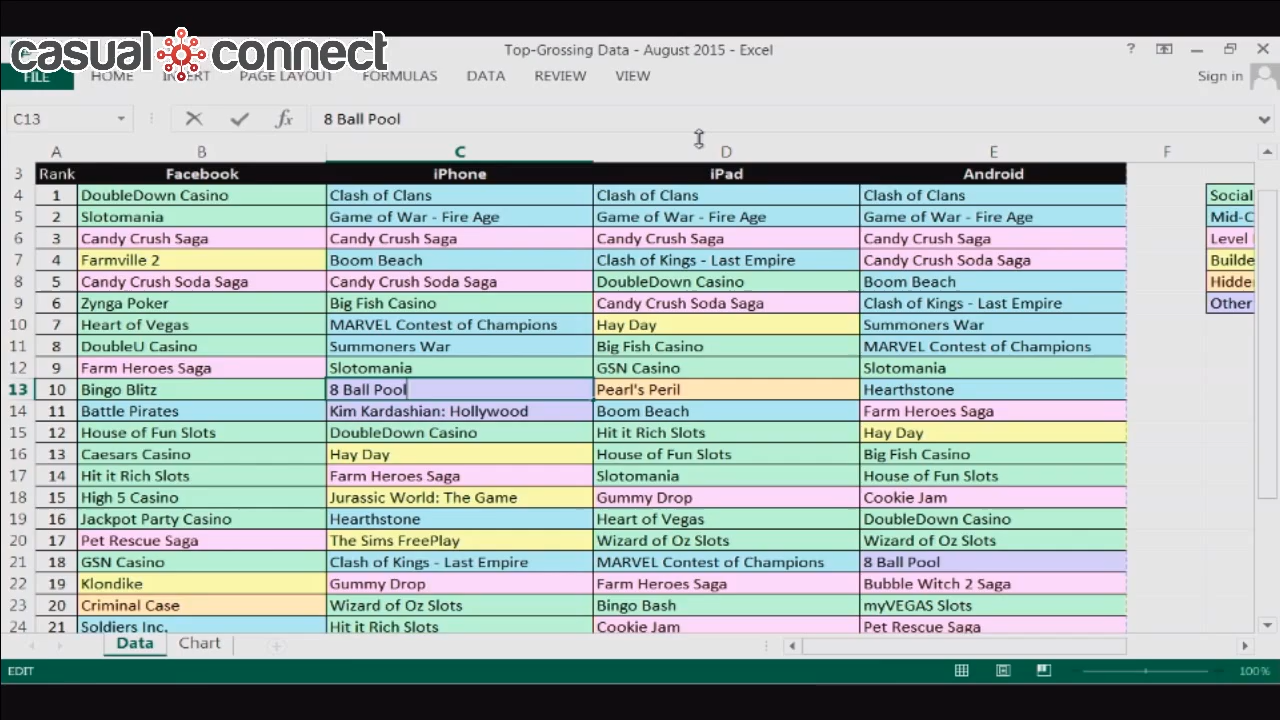 casual connect
Top-Grossing Data - August 2015 - Excel
?
FILE HOME INSERT PAGE LAYOUT FORMULAS DATA REVIEW VIEW Sign in
C13 fx 8 Ball Pool
A B C D E F
3 Rank Facebook iPhone iPad Android
4 1 DoubleDown Casino Clash of Clans Clash of Clans Clash of Clans Social
5 2 Slotomania Game of War - Fire Age Game of War - Fire Age Game of War - Fire Age Mid-C
6 3 Candy Crush Saga Candy Crush Saga Candy Crush Saga Candy Crush Saga Level
7 4 Farmville 2 Boom Beach Clash of Kings - Last Empire Candy Crush Soda Saga Builde
8 5 Candy Crush Soda Saga Candy Crush Soda Saga DoubleDown Casino Boom Beach Hidden
9 6 Zynga Poker Big Fish Casino Candy Crush Soda Saga Clash of Kings - Last Empire Other
10 7 Heart of Vegas MARVEL Contest of Champions Hay Day Summoners War
11 8 DoubleU Casino Summoners War Big Fish Casino MARVEL Contest of Champions
12 9 Farm Heroes Saga Slotomania GSN Casino Slotomania
13 10 Bingo Blitz 8 Ball Pool Pearl's Peril Hearthstone
14 11 Battle Pirates Kim Kardashian: Hollywood Boom Beach Farm Heroes Saga
15 12 House of Fun Slots DoubleDown Casino Hit it Rich Slots Hay Day
16 13 Caesars Casino Hay Day House of Fun Slots Big Fish Casino
17 14 Hit it Rich Slots Farm Heroes Saga Slotomania House of Fun Slots
18 15 High 5 Casino Jurassic World: The Game Gummy Drop Cookie Jam
19 16 Jackpot Party Casino Hearthstone Heart of Vegas DoubleDown Casino
20 17 Pet Rescue Saga The Sims FreePlay Wizard of Oz Slots Wizard of Oz Slots
21 18 GSN Casino Clash of Kings - Last Empire MARVEL Contest of Champions 8 Ball Pool
22 19 Klondike Gummy Drop Farm Heroes Saga Bubble Witch 2 Saga
23 20 Criminal Case Wizard of Oz Slots Bingo Bash myVEGAS Slots
24 21 Soldiers Inc. Hit it Rich Slots Cookie Jam Pet Rescue Saga
Data Chart
EDIT 100%